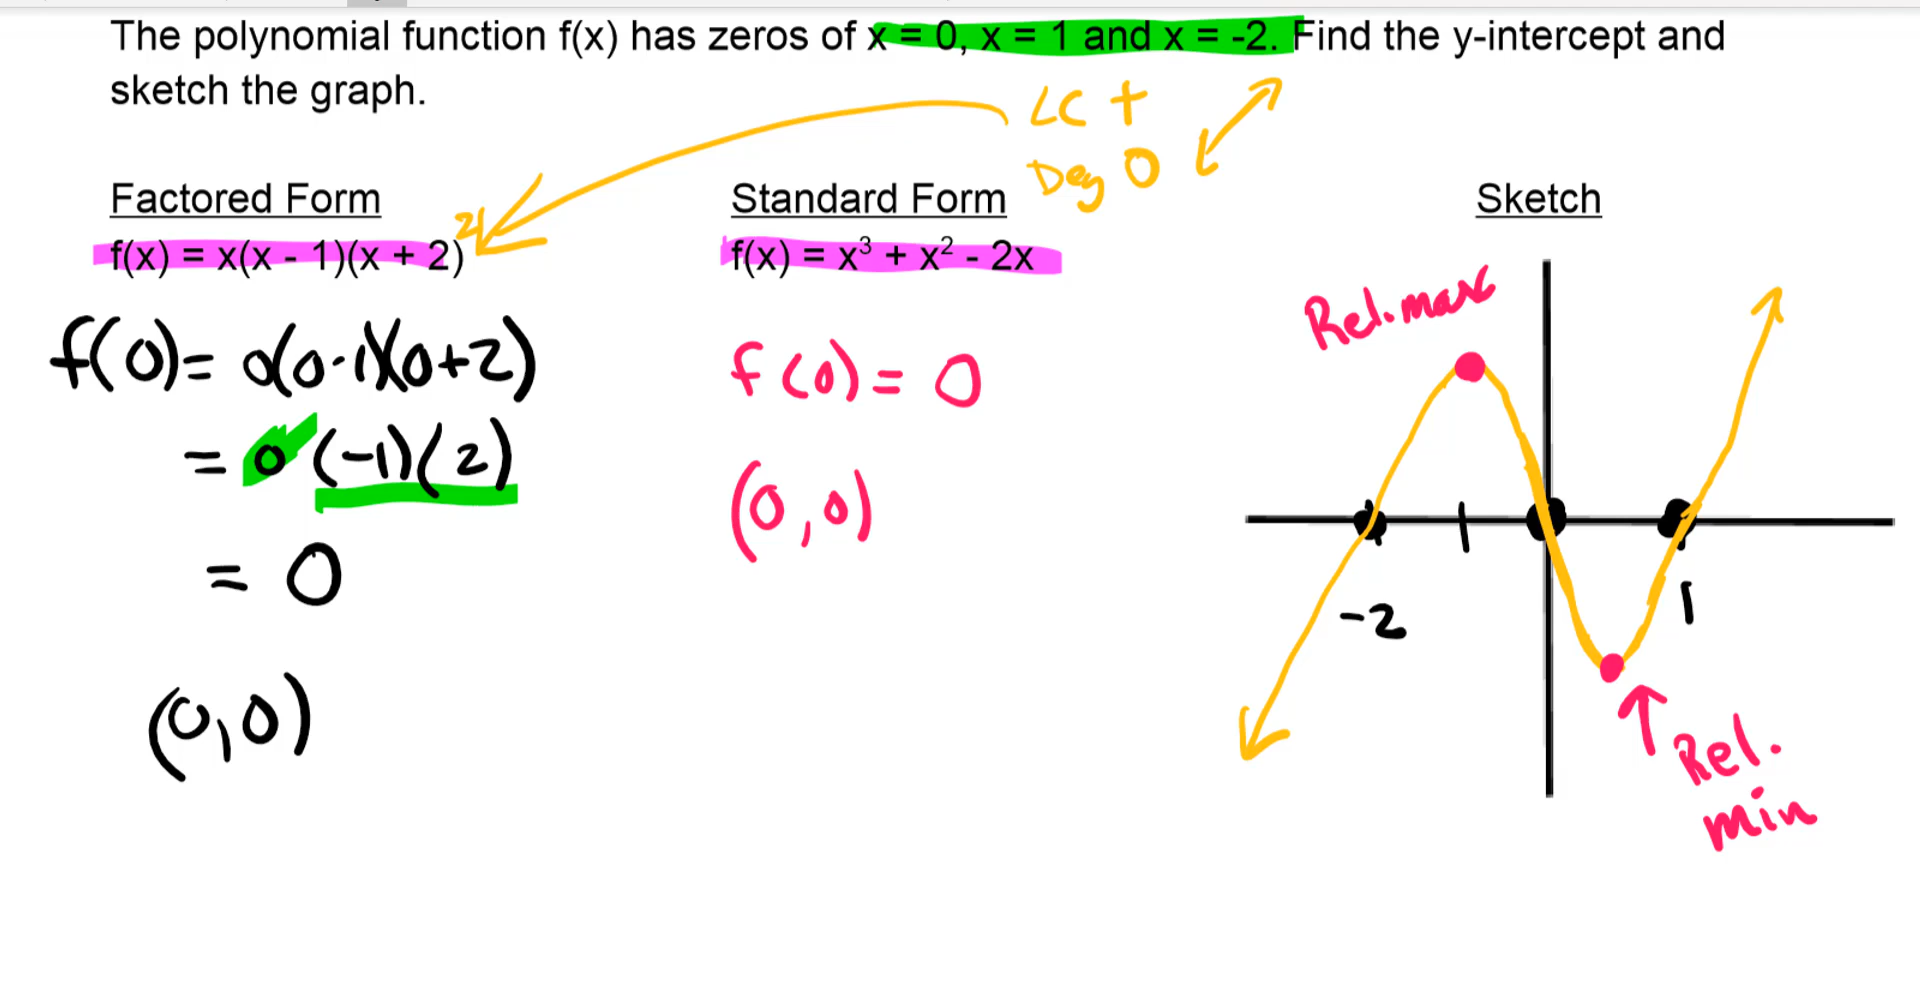 The polynomial function f(x) has zeros of x = 0, x = 1 and x = -2. Find the y-intercept and
sketch the graph.
LC +
Deg O
Factored Form
f(x) = x(x - 1)(x + 2)
Standard Form
f(x) = x³ + x² - 2x
Sketch
f(0) = 0(0-1)(0+2)
= 0 (-1)(2)
= 0
(0,0)
f(0) = 0
(0,0)
Rel. max
-2
1
Rel.
min